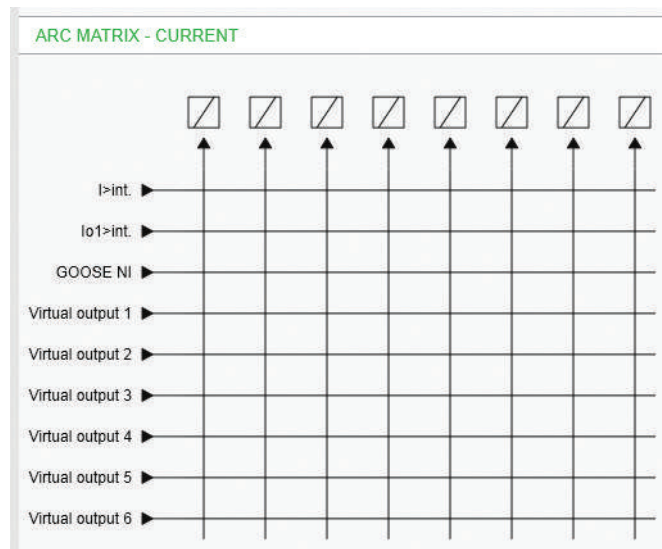 ARC MATRIX - CURRENT
I>int.
Io1>int.
GOOSE NI
Virtual output 1
Virtual output 2
Virtual output 3
Virtual output 4
Virtual output 5
Virtual output 6